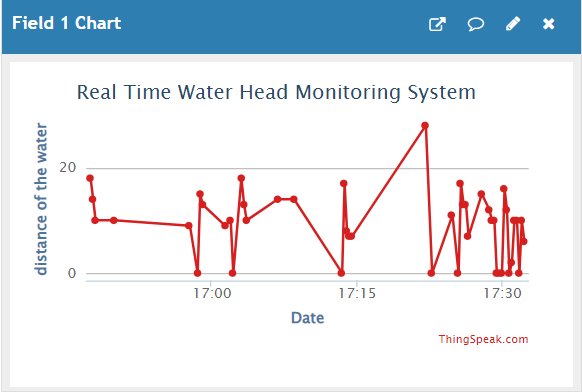 Field 1 Chart
Real Time Water Head Monitoring System
distance of the water
20
0
17:00 17:15 17:30
Date
ThingSpeak.com